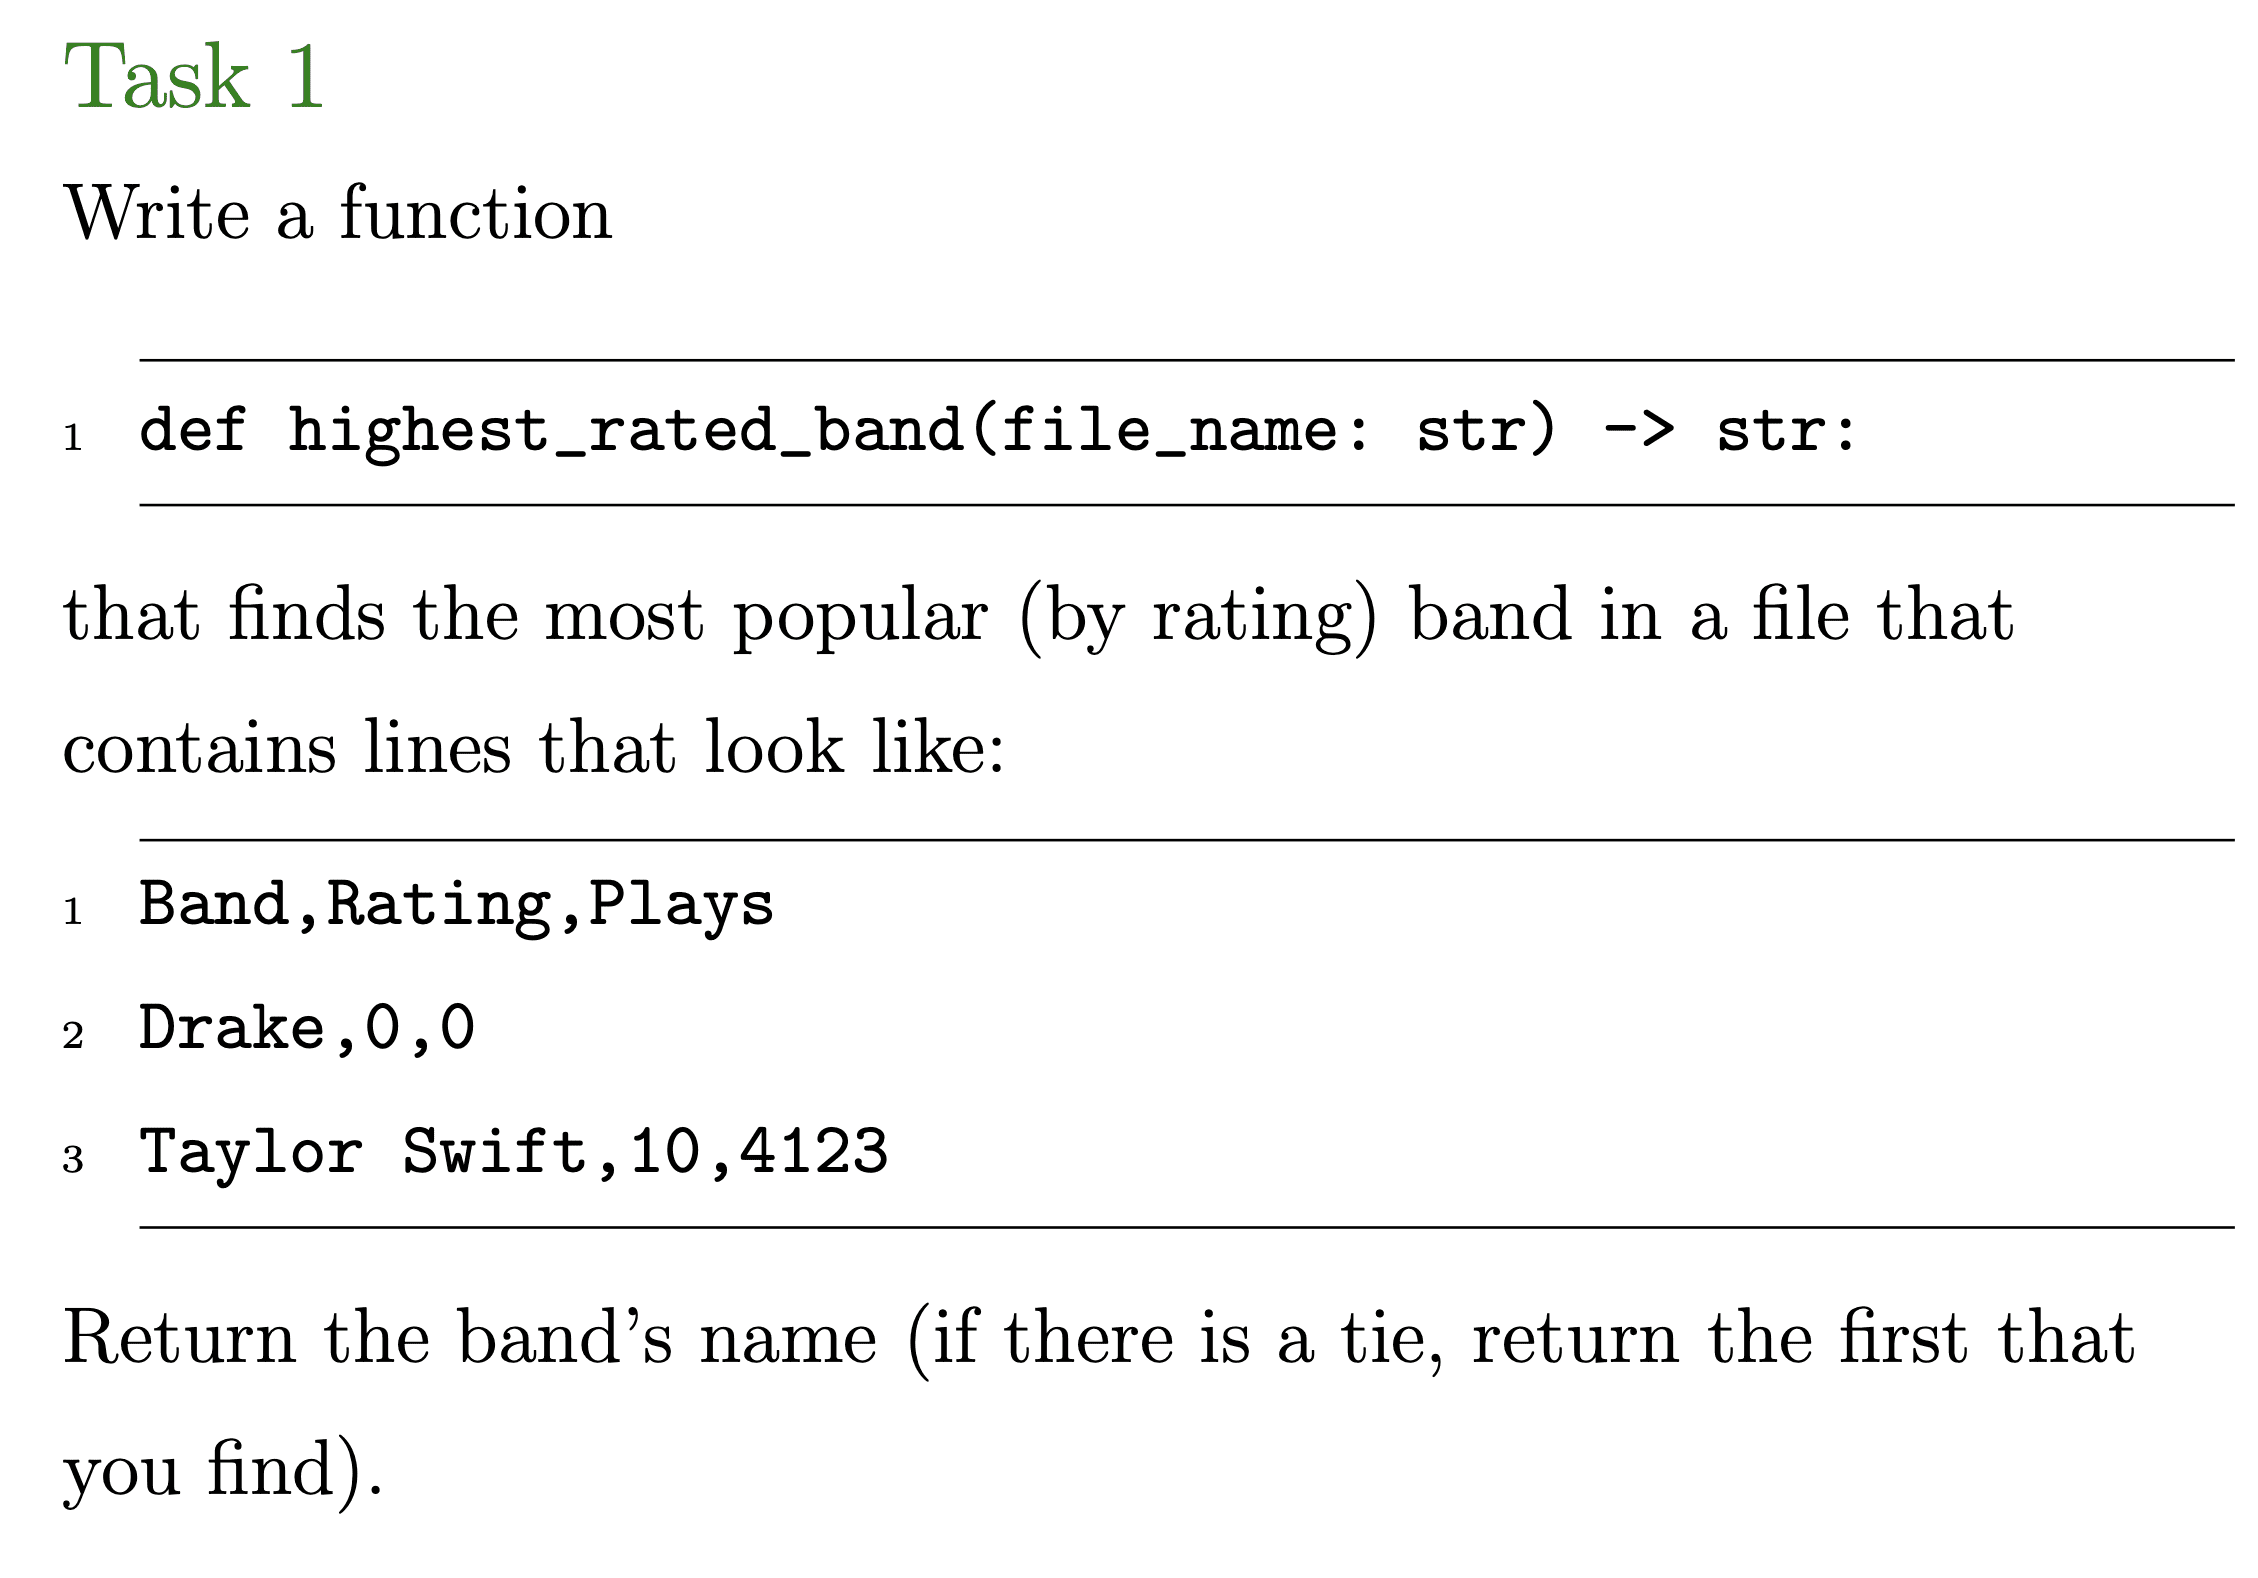 Task 1
Write a function
1 def highest_rated_band(file_name: str) -> str:
that finds the most popular (by rating) band in a file that
contains lines that look like:
1 Band,Rating,Plays
2 Drake,0,0
3 Taylor Swift,10,4123
Return the band’s name (if there is a tie, return the first that
you find).